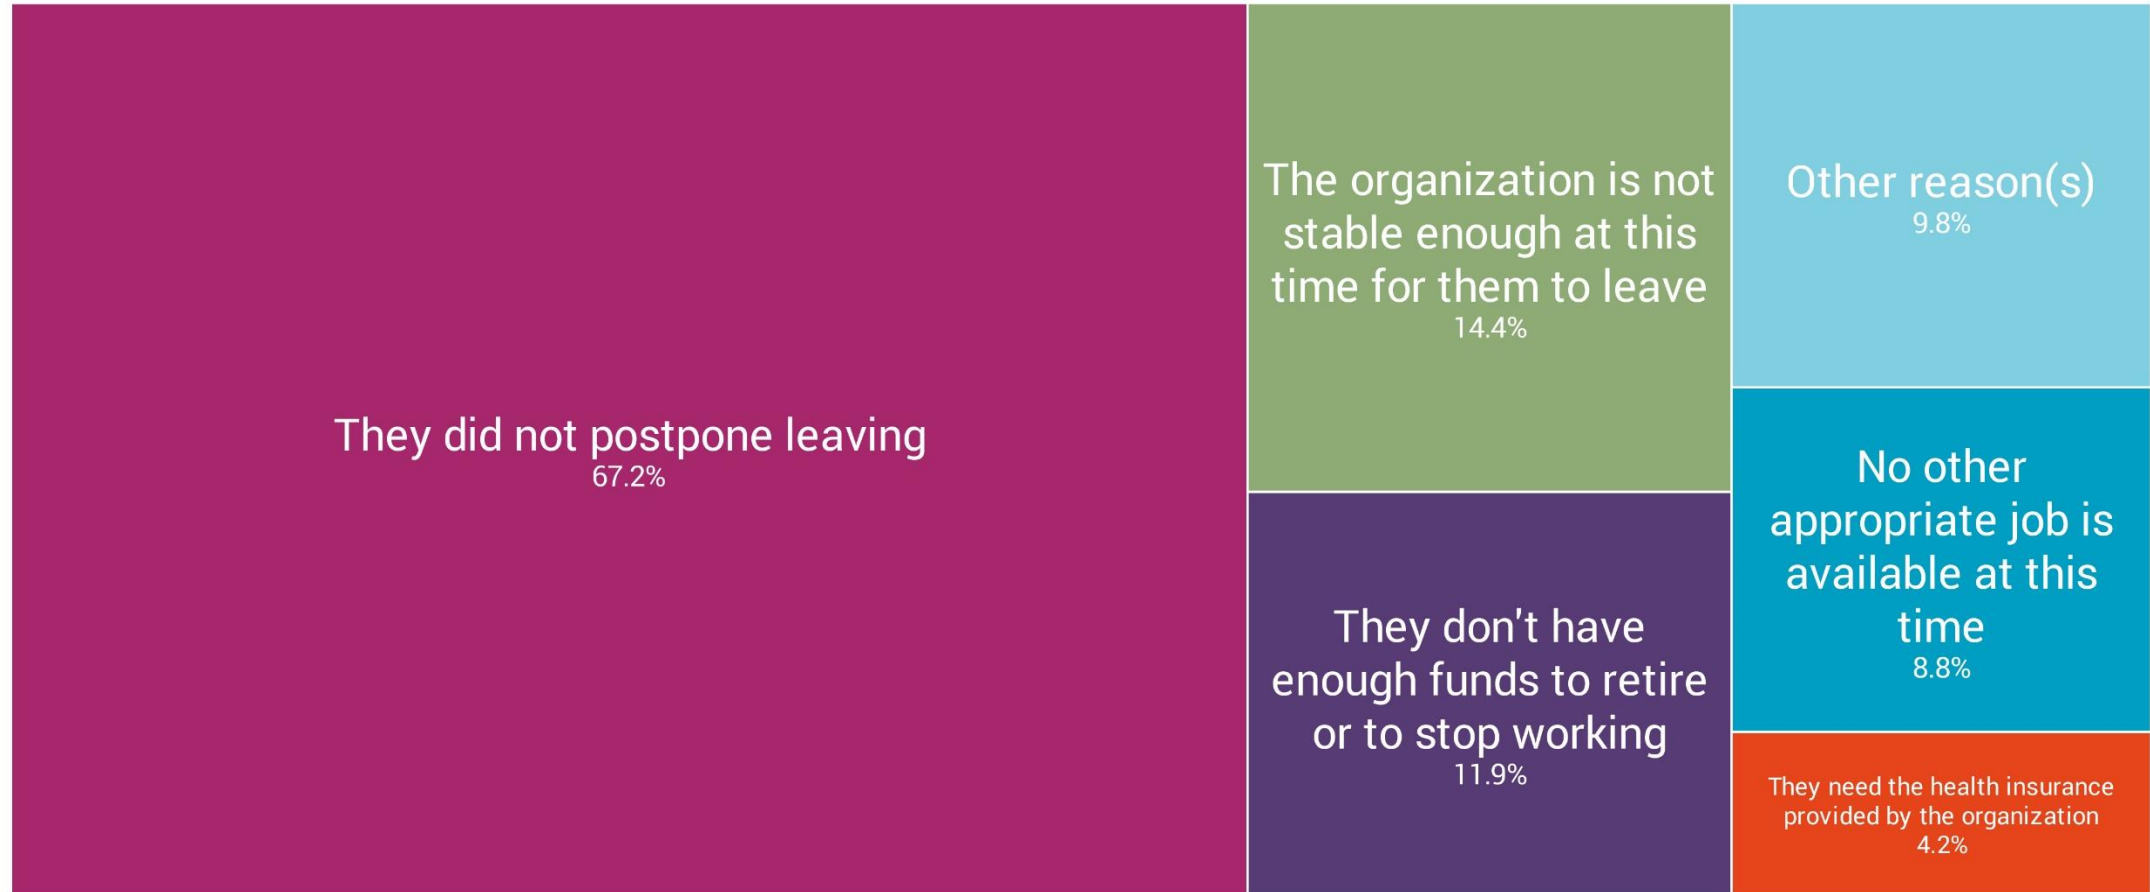 They did not postpone leaving
67.2%
The organization is not
stable enough at this
time for them to leave
14.4%
They don't have
enough funds to retire
or to stop working
11.9%
Other reason(s)
9.8%
No other
appropriate job is
available at this
time
8.8%
They need the health insurance
provided by the organization
4.2%